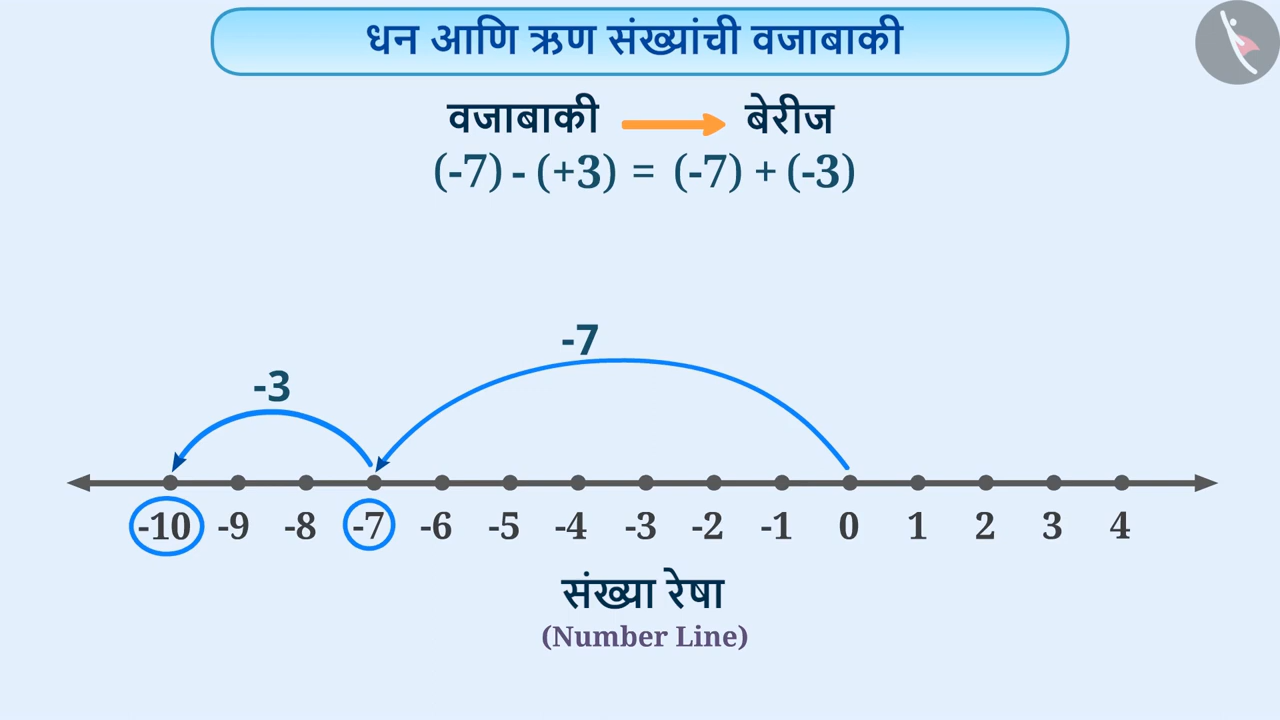 धन आणि ऋण संख्यांची वजाबाकी
वजाबाकी बेरीज
(-7) - (+3) = (-7) + (-3)
-7
-3
-10 -9 -8 -7 -6 -5 -4 -3 -2 -1 0 1 2 3 4
संख्या रेषा
(Number Line)